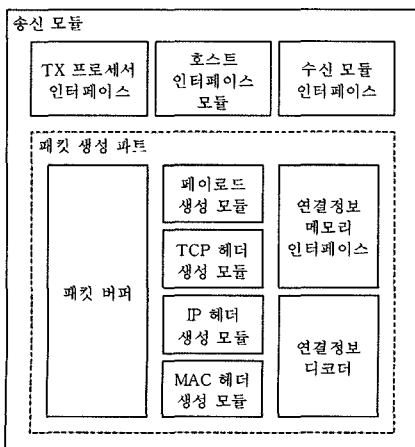 송신 모듈
TX 프로세서
인터페이스
호스트
인터페이스
모듈
수신 모듈
인터페이스
패킷 생성 파트
패킷 버퍼
페이로드
생성 모듈
TCP 헤더
생성 모듈
IP 헤더
생성 모듈
MAC 헤더
생성 모듈
연결정보
메모리
인터페이스
연결정보
디코더